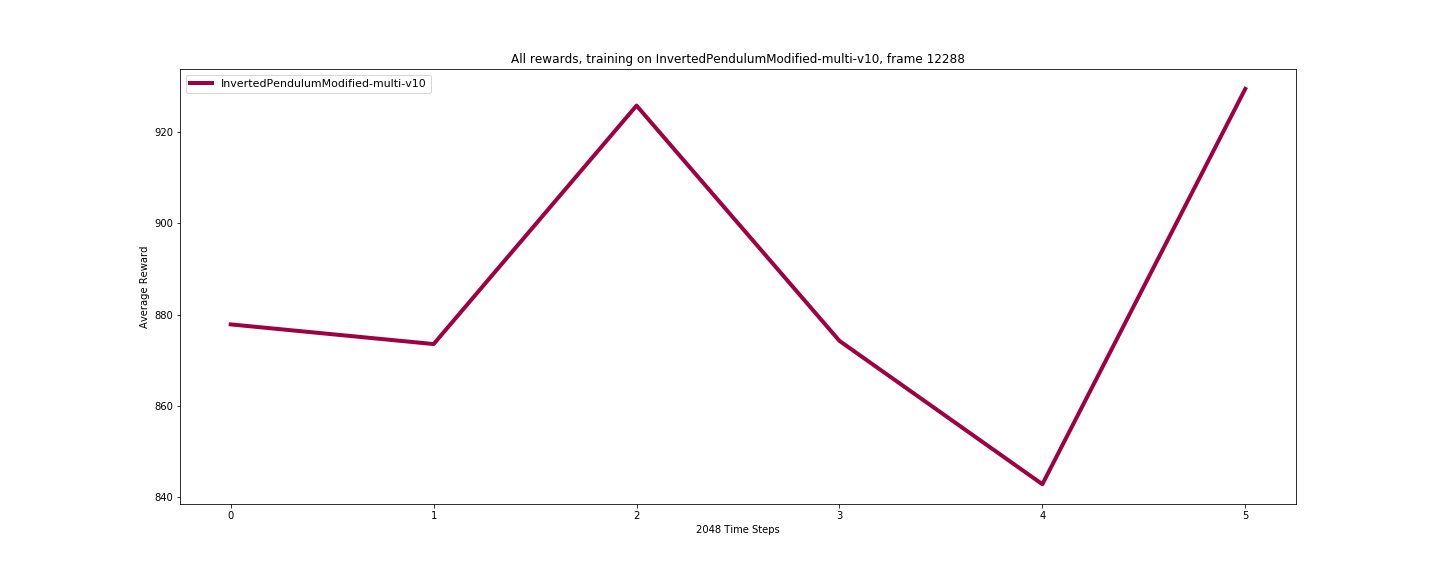 All rewards, training on InvertedPendulumModified-multi-v10, frame 12288
InvertedPendulumModified-multi-v10
920
900
880
860
840
Average Reward
0 1 2 3 4 5
2048 Time Steps